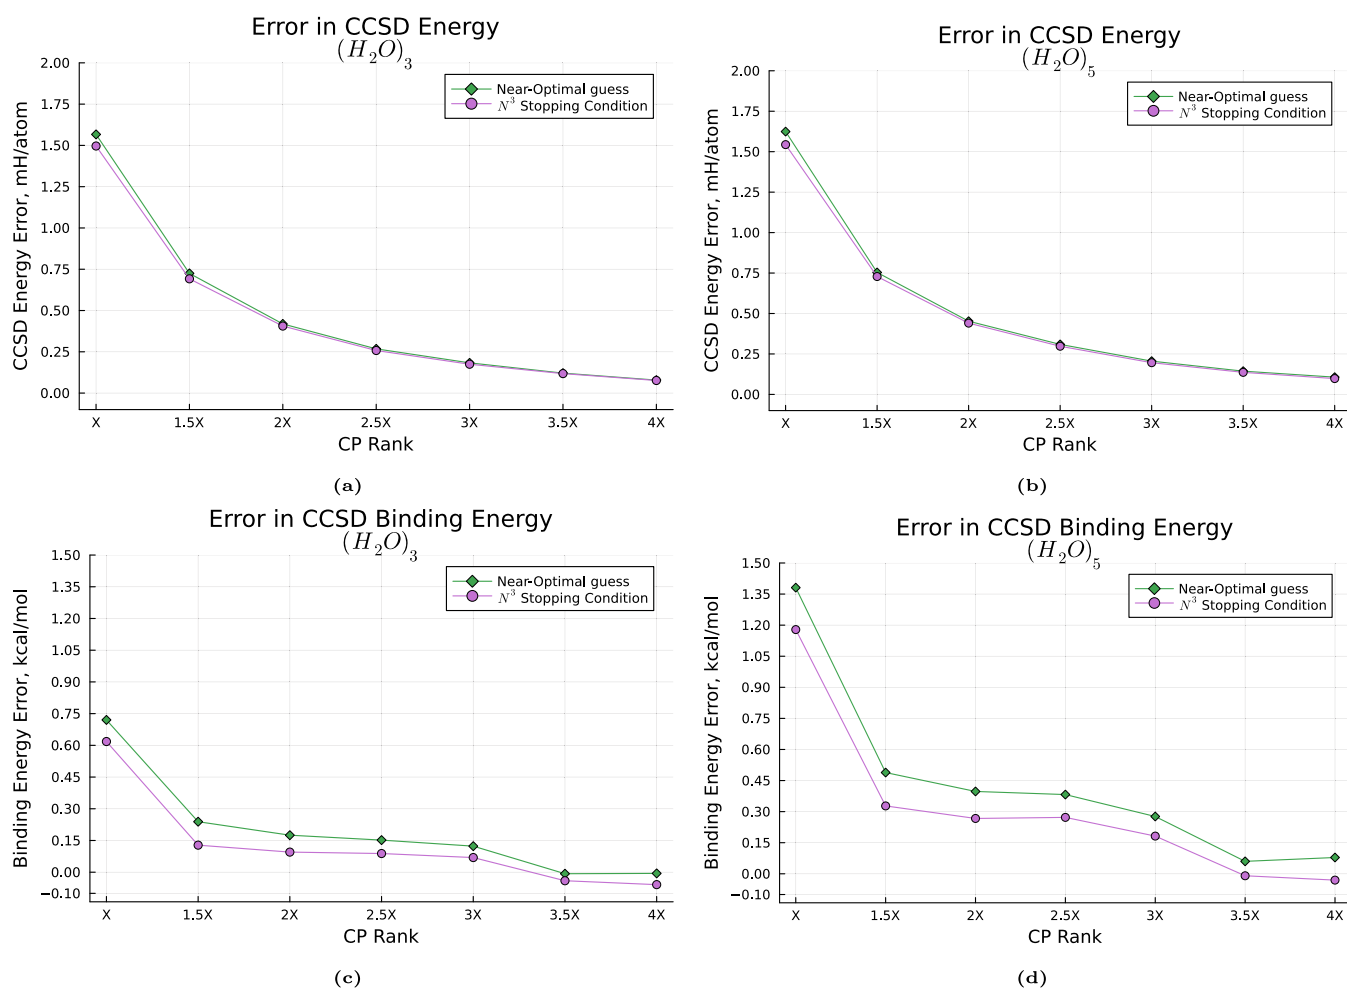 Error in CCSD Energy
(H₂O)₃
2.00
1.75
1.50
1.25
1.00
0.75
0.50
0.25
0.00
CCSD Energy Error, mH/atom
Near-Optimal guess
N³ Stopping Condition
X 1.5X 2X 2.5X 3X 3.5X 4X
CP Rank
(a)
Error in CCSD Energy
(H₂O)₅
2.00
1.75
1.50
1.25
1.00
0.75
0.50
0.25
0.00
CCSD Energy Error, mH/atom
Near-Optimal guess
N³ Stopping Condition
X 1.5X 2X 2.5X 3X 3.5X 4X
CP Rank
(b)
Error in CCSD Binding Energy
(H₂O)₃
1.50
1.35
1.20
1.05
0.90
0.75
0.60
0.45
0.30
0.15
0.00
−0.10
Binding Energy Error, kcal/mol
Near-Optimal guess
N³ Stopping Condition
X 1.5X 2X 2.5X 3X 3.5X 4X
CP Rank
(c)
Error in CCSD Binding Energy
(H₂O)₅
1.50
1.35
1.20
1.05
0.90
0.75
0.60
0.45
0.30
0.15
0.00
−0.10
Binding Energy Error, kcal/mol
Near-Optimal guess
N³ Stopping Condition
X 1.5X 2X 2.5X 3X 3.5X 4X
CP Rank
(d)